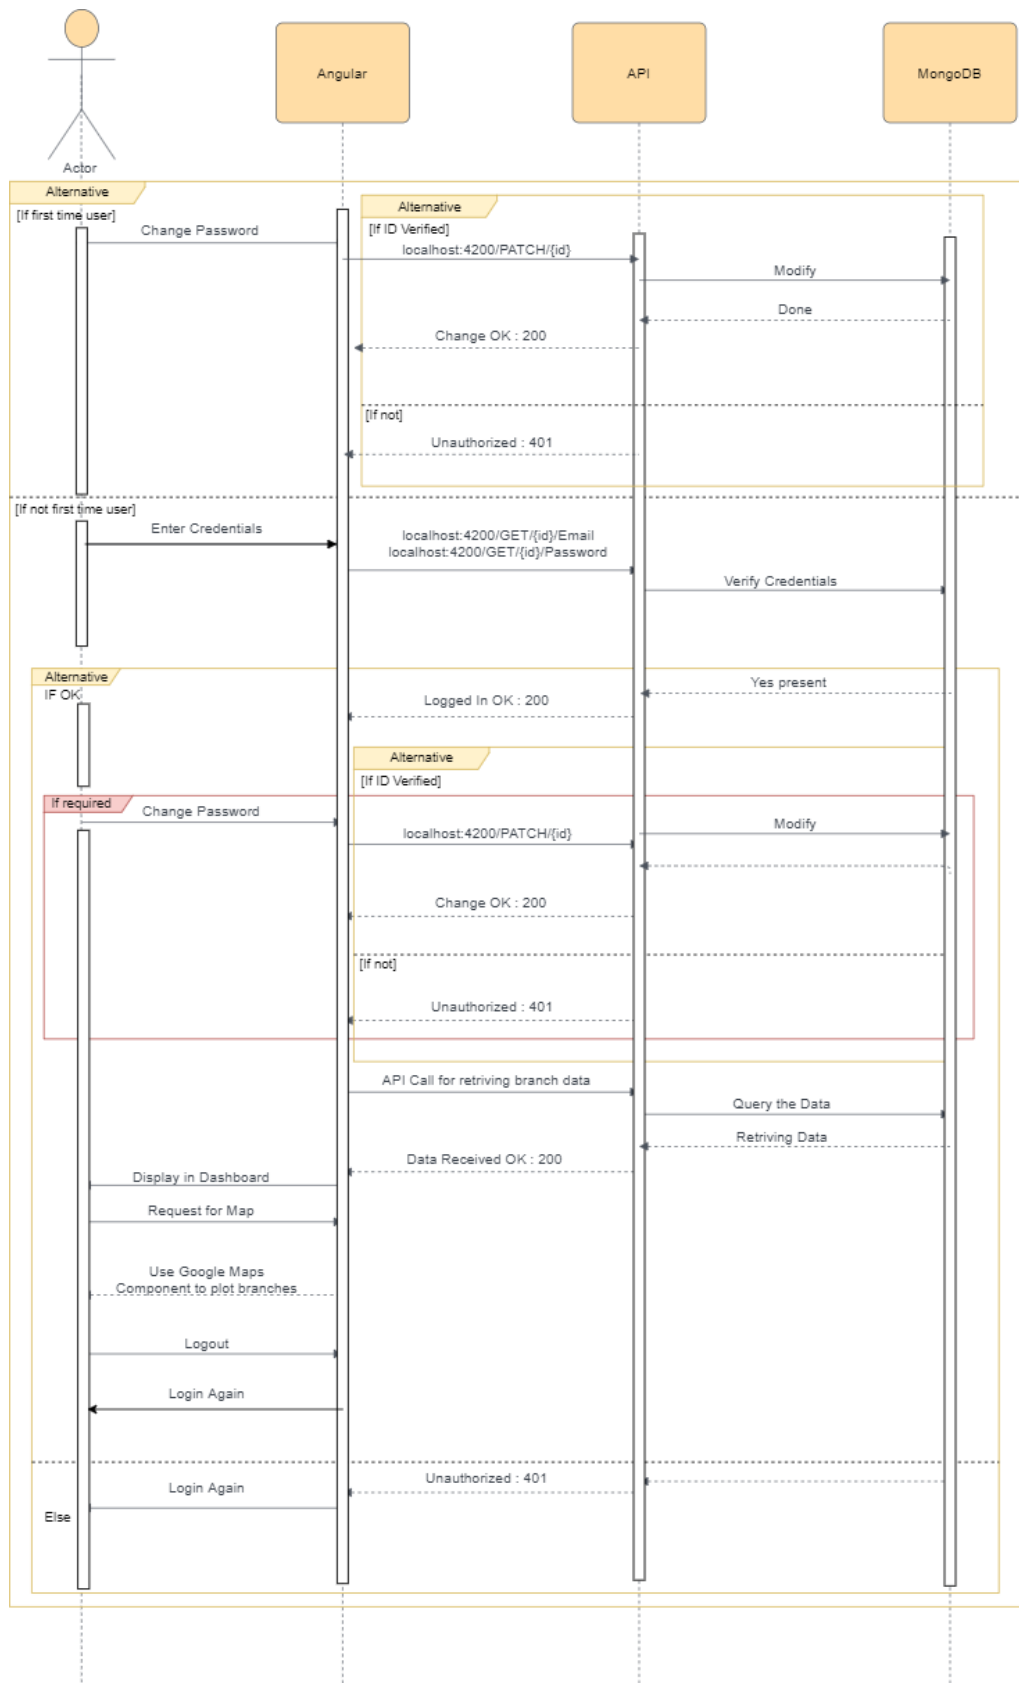 Angular
API
MongoDB
Actor
Alternative
[If first time user]
Alternative
[If ID Verified]
Change Password
localhost:4200/PATCH/{id}
Modify
Done
Change OK : 200
[If not]
Unauthorized : 401
[If not first time user]
Enter Credentials
localhost:4200/GET/{id}/Email
localhost:4200/GET/{id}/Password
Verify Credentials
Alternative
IF OK
Yes present
Logged In OK : 200
Alternative
[If ID Verified]
If required
Change Password
localhost:4200/PATCH/{id}
Modify
Change OK : 200
[If not]
Unauthorized : 401
API Call for retriving branch data
Query the Data
Retriving Data
Data Received OK : 200
Display in Dashboard
Request for Map
Use Google Maps
Component to plot branches
Logout
Login Again
Unauthorized : 401
Login Again
Else